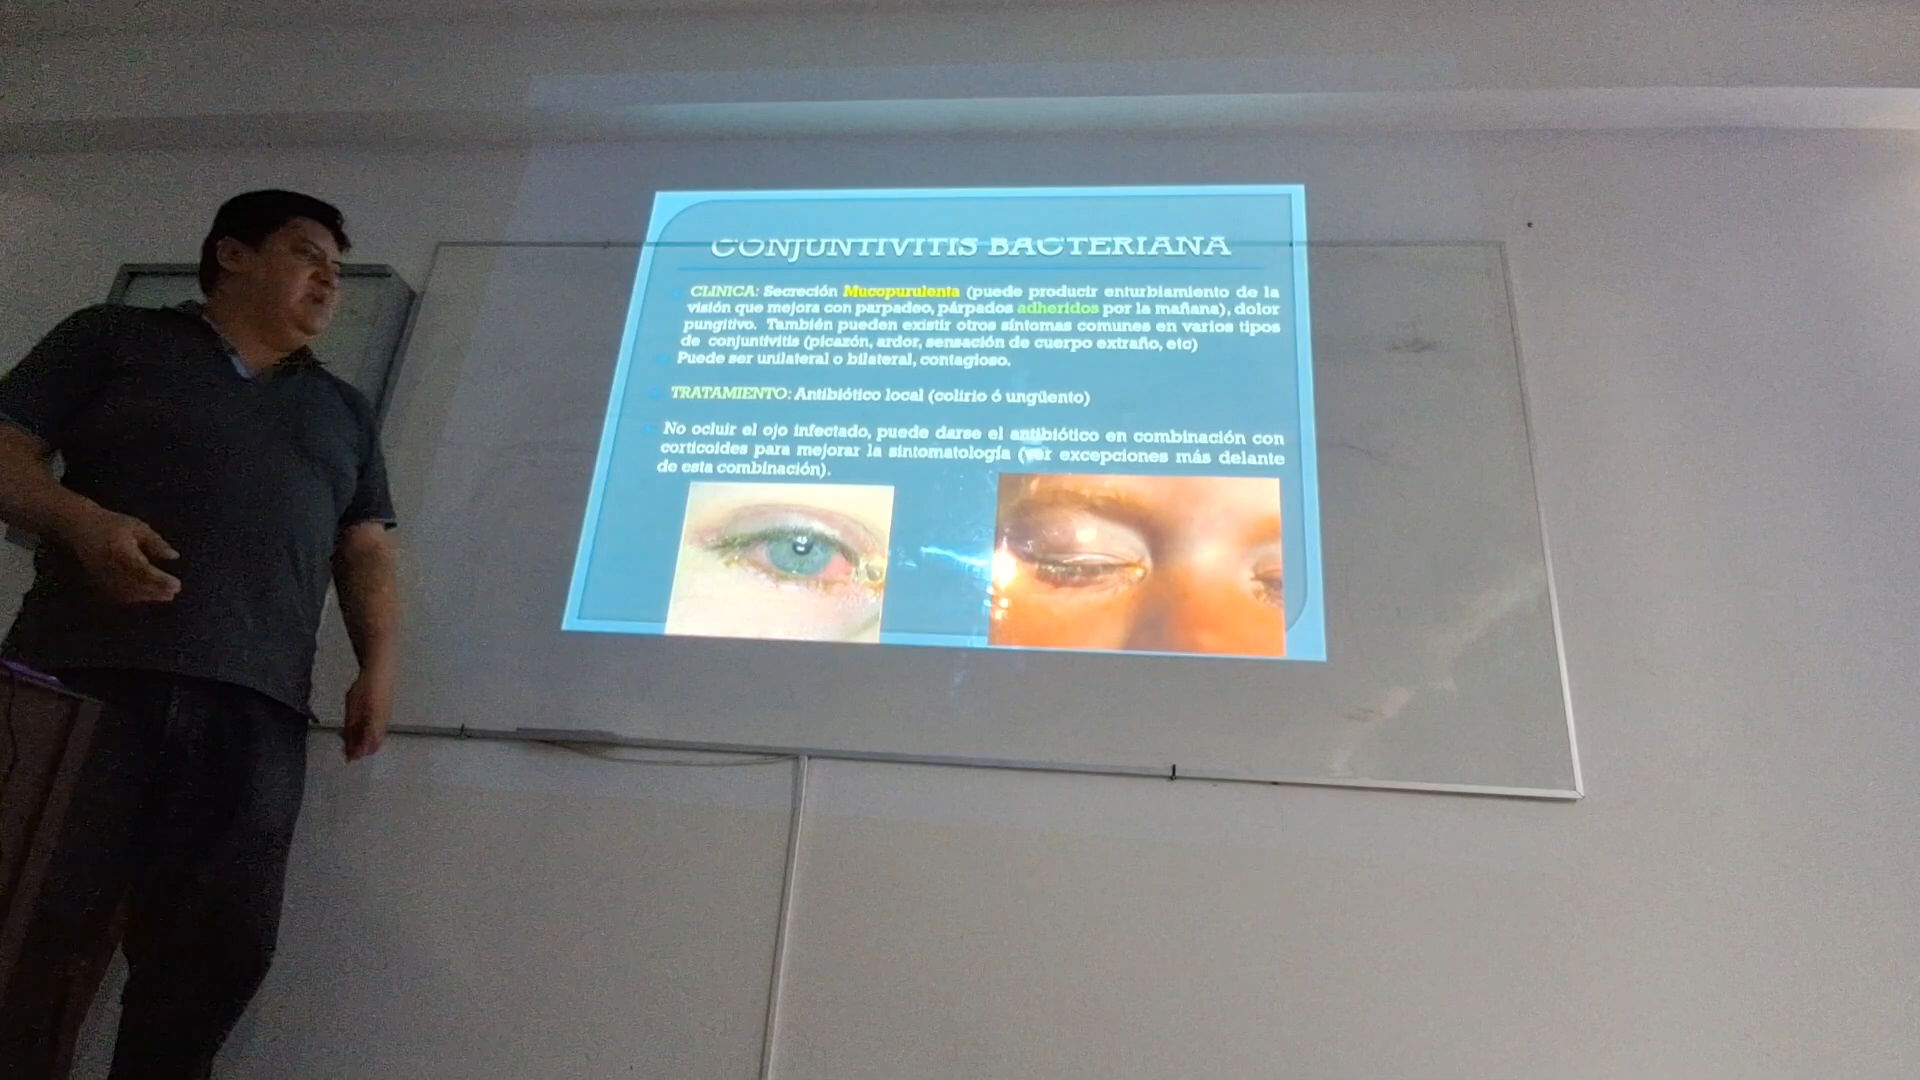 CONJUNTIVITIS BACTERIANA
CLINICA: Secreción Mucopurulenta (puede producir enturbiamiento de la
visión que mejora con parpadeo, párpados adheridos por la mañana), dolor
pungitivo. También pueden existir otros síntomas comunes en varios tipos
de conjuntivitis (picazón, ardor, sensación de cuerpo extraño, etc)
Puede ser unilateral o bilateral, contagioso.
TRATAMIENTO: Antibiótico local (colirio ó ungüento)
No ocluir el ojo infectado, puede darse el antibiótico en combinación con
corticoides para mejorar la sintomatología (ver excepciones más delante
de esta combinación).